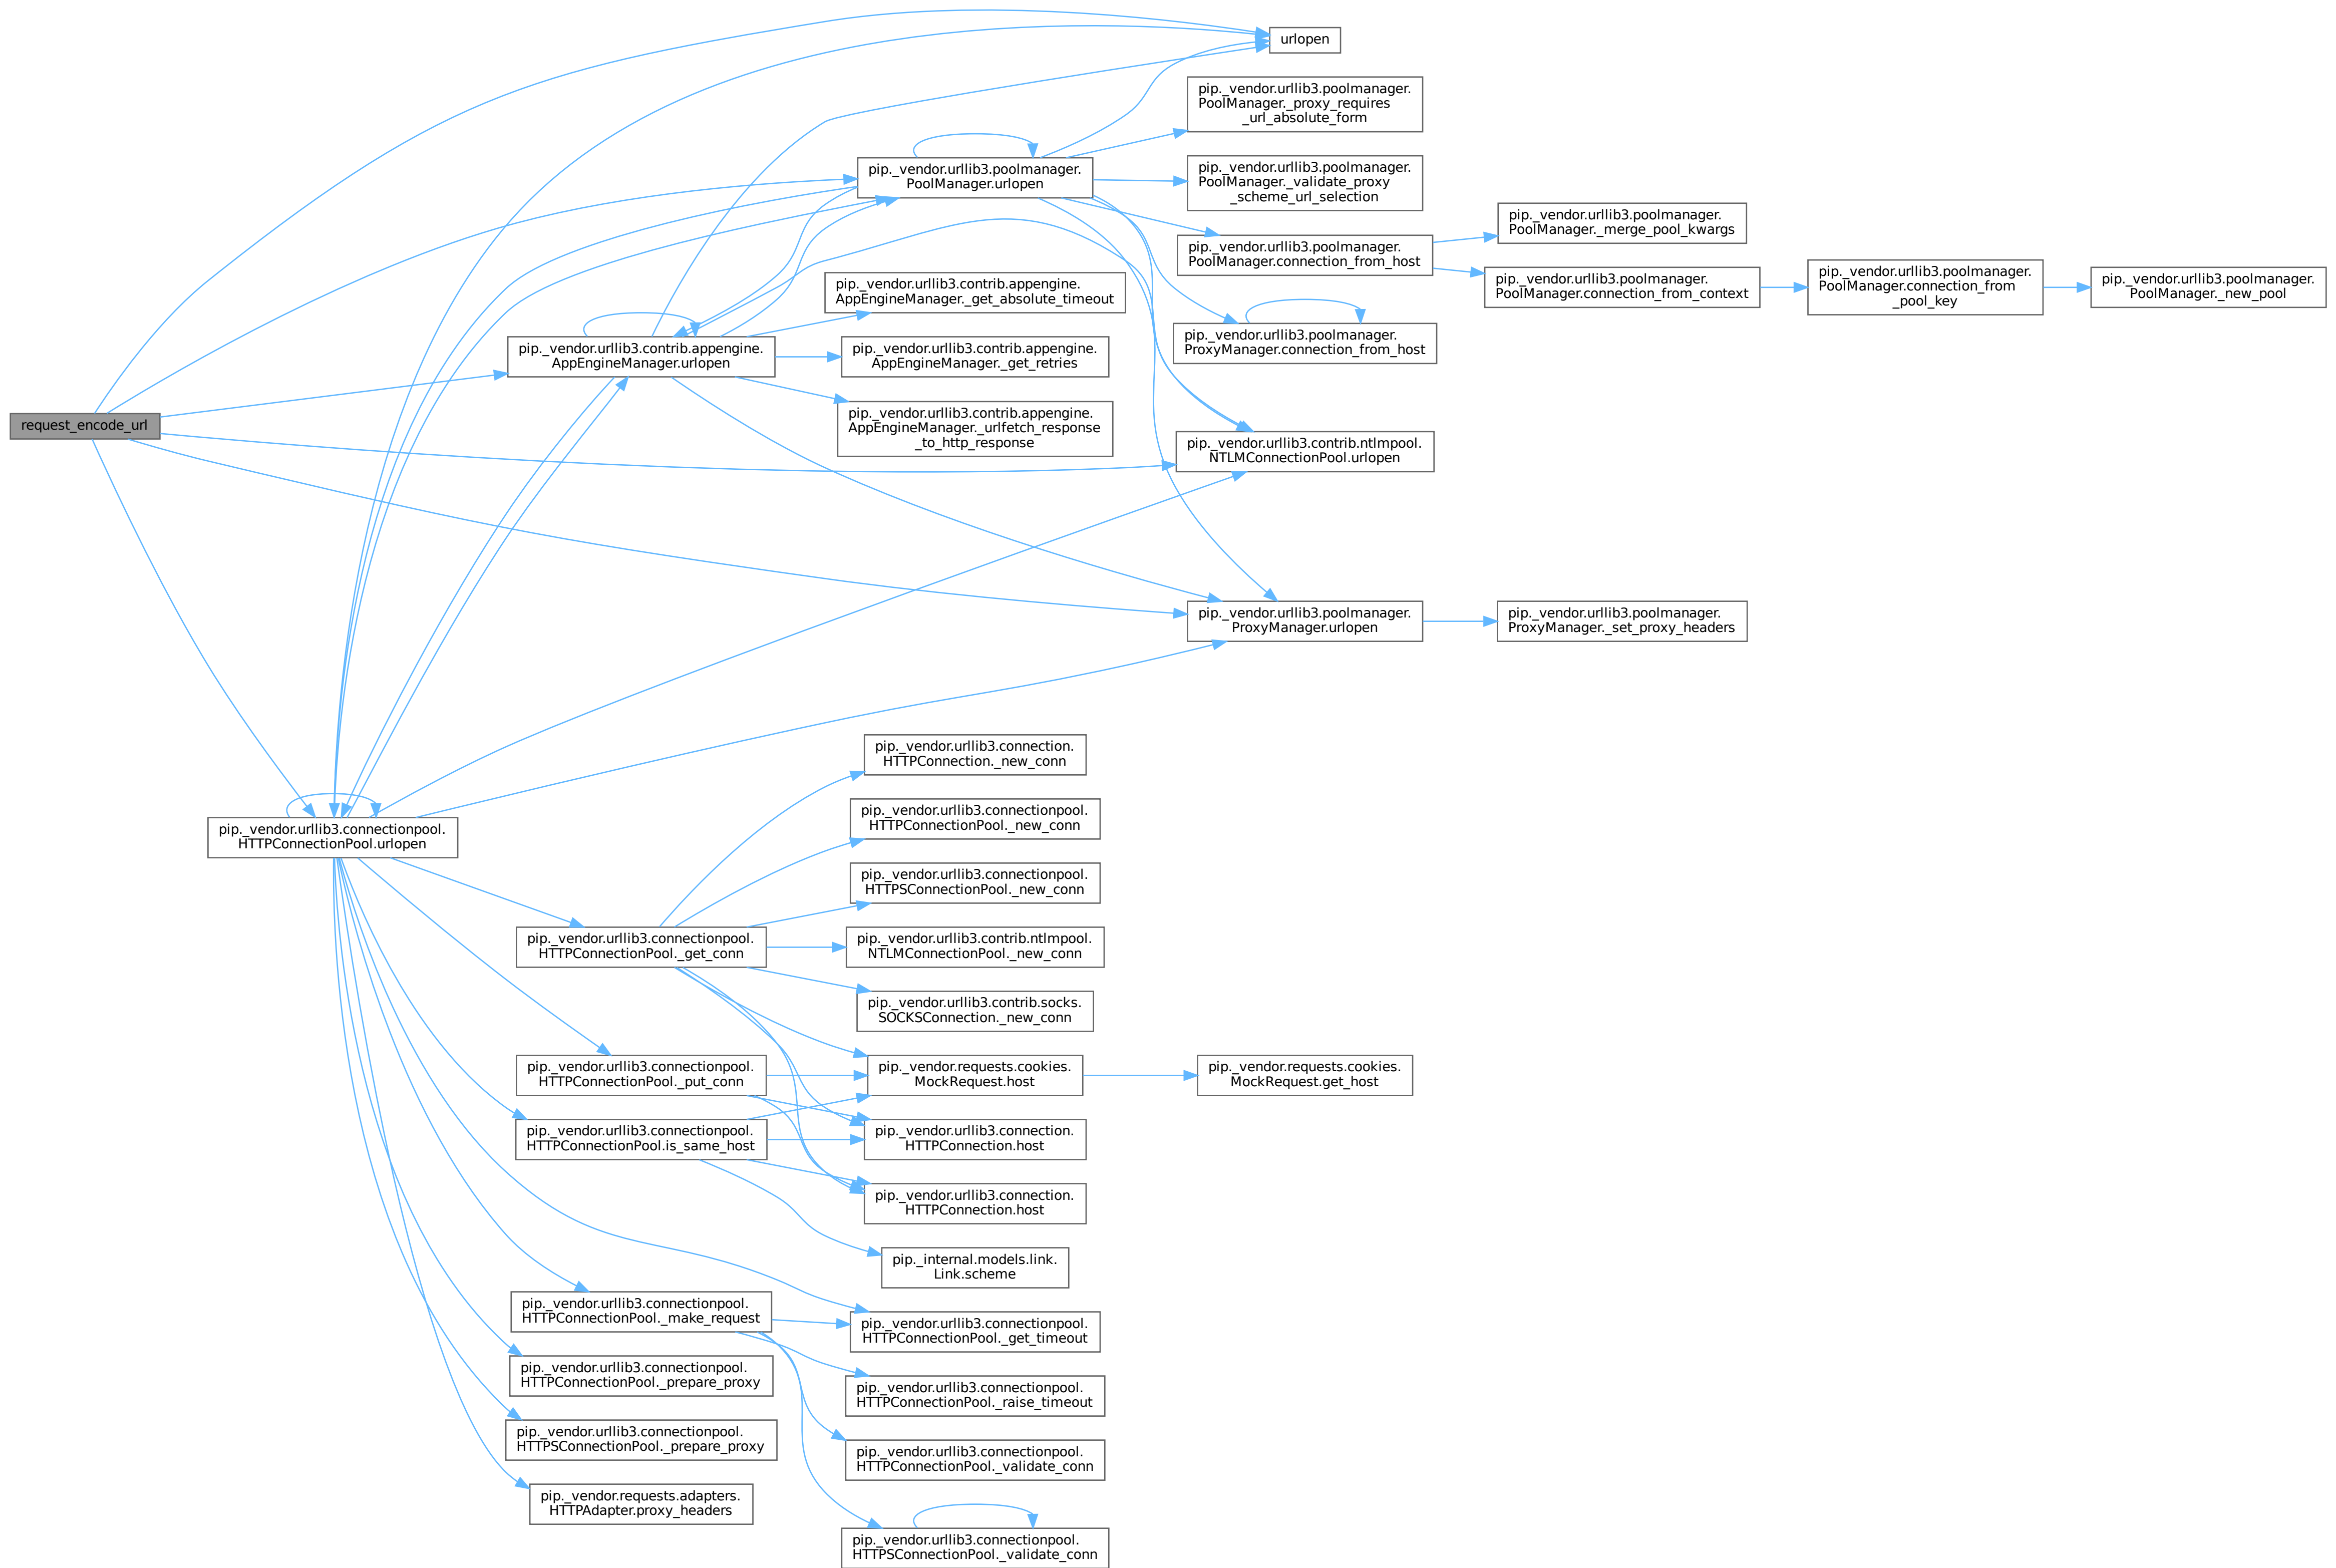 urlopen
pip._vendor.urllib3.poolmanager.
PoolManager._proxy_requires
_url_absolute_form
pip._vendor.urllib3.poolmanager.
PoolManager.urlopen
pip._vendor.urllib3.poolmanager.
PoolManager._validate_proxy
_scheme_url_selection
pip._vendor.urllib3.poolmanager.
PoolManager._merge_pool_kwargs
pip._vendor.urllib3.poolmanager.
PoolManager.connection_from_host
pip._vendor.urllib3.poolmanager.
PoolManager.connection_from_context
pip._vendor.urllib3.poolmanager.
PoolManager.connection_from
_pool_key
pip._vendor.urllib3.poolmanager.
PoolManager._new_pool
pip._vendor.urllib3.contrib.appengine.
AppEngineManager._get_absolute_timeout
pip._vendor.urllib3.poolmanager.
ProxyManager.connection_from_host
pip._vendor.urllib3.contrib.appengine.
AppEngineManager.urlopen
pip._vendor.urllib3.contrib.appengine.
AppEngineManager._get_retries
pip._vendor.urllib3.contrib.appengine.
AppEngineManager._urlfetch_response
_to_http_response
request_encode_url
pip._vendor.urllib3.contrib.ntlmpool.
NTLMConnectionPool.urlopen
pip._vendor.urllib3.poolmanager.
ProxyManager.urlopen
pip._vendor.urllib3.poolmanager.
ProxyManager._set_proxy_headers
pip._vendor.urllib3.connection.
HTTPConnection._new_conn
pip._vendor.urllib3.connectionpool.
HTTPConnectionPool._new_conn
pip._vendor.urllib3.connectionpool.
HTTPConnectionPool.urlopen
pip._vendor.urllib3.connectionpool.
HTTPSConnectionPool._new_conn
pip._vendor.urllib3.connectionpool.
HTTPConnectionPool._get_conn
pip._vendor.urllib3.contrib.ntlmpool.
NTLMConnectionPool._new_conn
pip._vendor.urllib3.contrib.socks.
SOCKSConnection._new_conn
pip._vendor.urllib3.connectionpool.
HTTPConnectionPool._put_conn
pip._vendor.requests.cookies.
MockRequest.host
pip._vendor.requests.cookies.
MockRequest.get_host
pip._vendor.urllib3.connectionpool.
HTTPConnectionPool.is_same_host
pip._vendor.urllib3.connection.
HTTPConnection.host
pip._vendor.urllib3.connection.
HTTPConnection.host
pip._internal.models.link.
Link.scheme
pip._vendor.urllib3.connectionpool.
HTTPConnectionPool._make_request
pip._vendor.urllib3.connectionpool.
HTTPConnectionPool._get_timeout
pip._vendor.urllib3.connectionpool.
HTTPConnectionPool._prepare_proxy
pip._vendor.urllib3.connectionpool.
HTTPConnectionPool._raise_timeout
pip._vendor.urllib3.connectionpool.
HTTPSConnectionPool._prepare_proxy
pip._vendor.urllib3.connectionpool.
HTTPConnectionPool._validate_conn
pip._vendor.requests.adapters.
HTTPAdapter.proxy_headers
pip._vendor.urllib3.connectionpool.
HTTPSConnectionPool._validate_conn